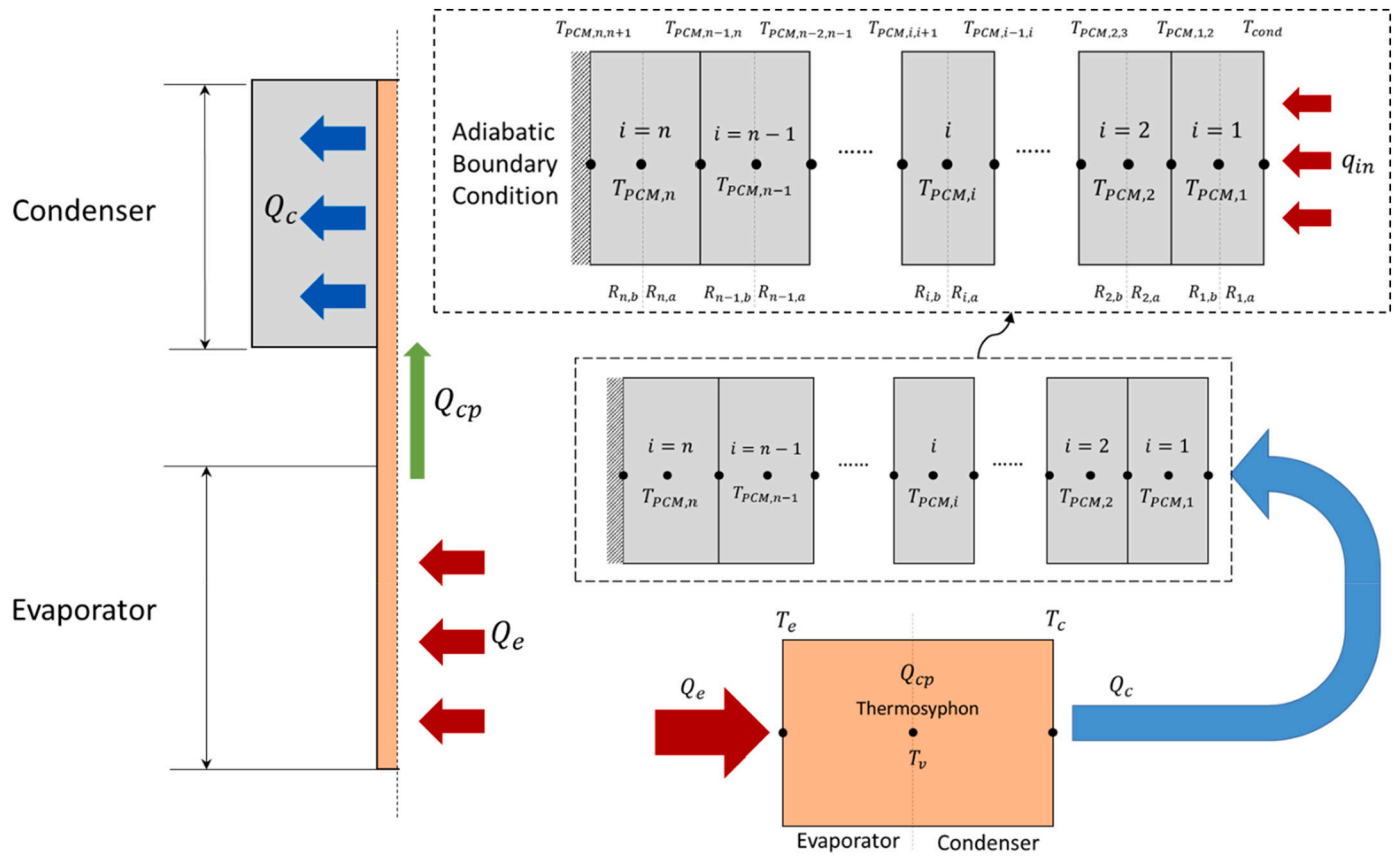 Condenser
Q_c
Q_{cp}
Evaporator
Q_e
T_{PCM,n,n+1} T_{PCM,n-1,n} T_{PCM,n-2,n-1} T_{PCM,i,i+1} T_{PCM,i-1,i} T_{PCM,2,3} T_{PCM,1,2} T_{cond}
Adiabatic
Boundary
Condition
i = n i = n − 1 ...... i ...... i = 2 i = 1
T_{PCM,n} T_{PCM,n-1} T_{PCM,i} T_{PCM,2} T_{PCM,1}
q_{in}
R_{n,b} R_{n,a} R_{n-1,b} R_{n-1,a} R_{i,b} R_{i,a} R_{2,b} R_{2,a} R_{1,b} R_{1,a}
i = n i = n − 1 ...... i ...... i = 2 i = 1
T_{PCM,n} T_{PCM,n-1} T_{PCM,i} T_{PCM,2} T_{PCM,1}
T_e T_c
Q_e Q_{cp} Q_c
Thermosyphon
T_v
Evaporator Condenser